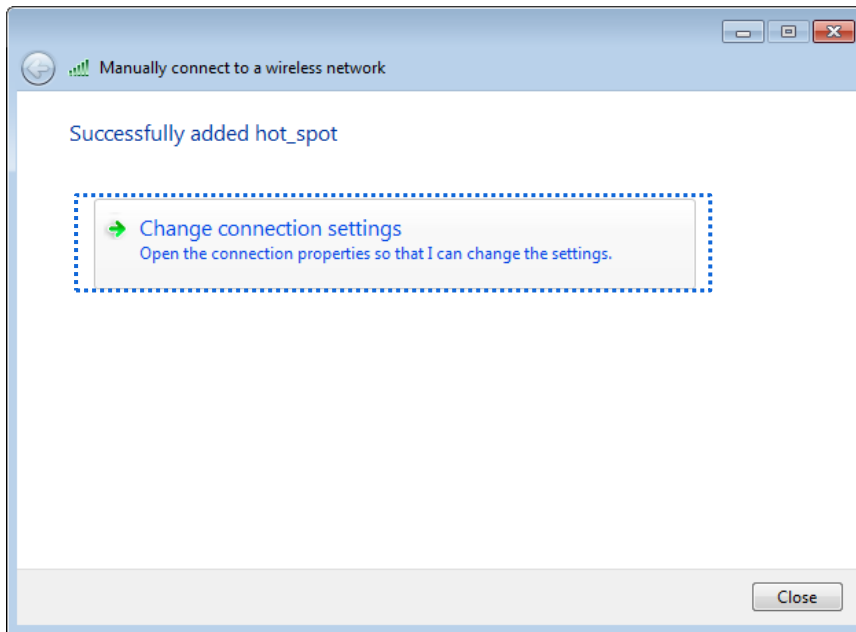 Manually connect to a wireless network
Successfully added hot_spot
Change connection settings
Open the connection properties so that I can change the settings.
Close